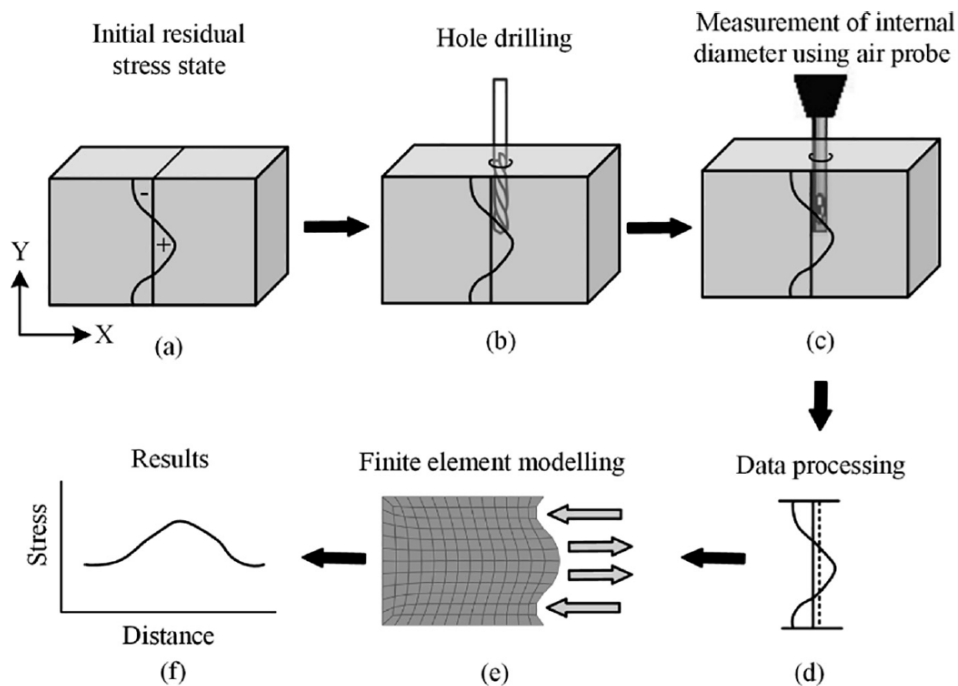 Initial residual
stress state
-
+
Y
X
(a)
Hole drilling
(b)
Measurement of internal
diameter using air probe
(c)
Data processing
(d)
Finite element modelling
(e)
Results
Stress
Distance
(f)